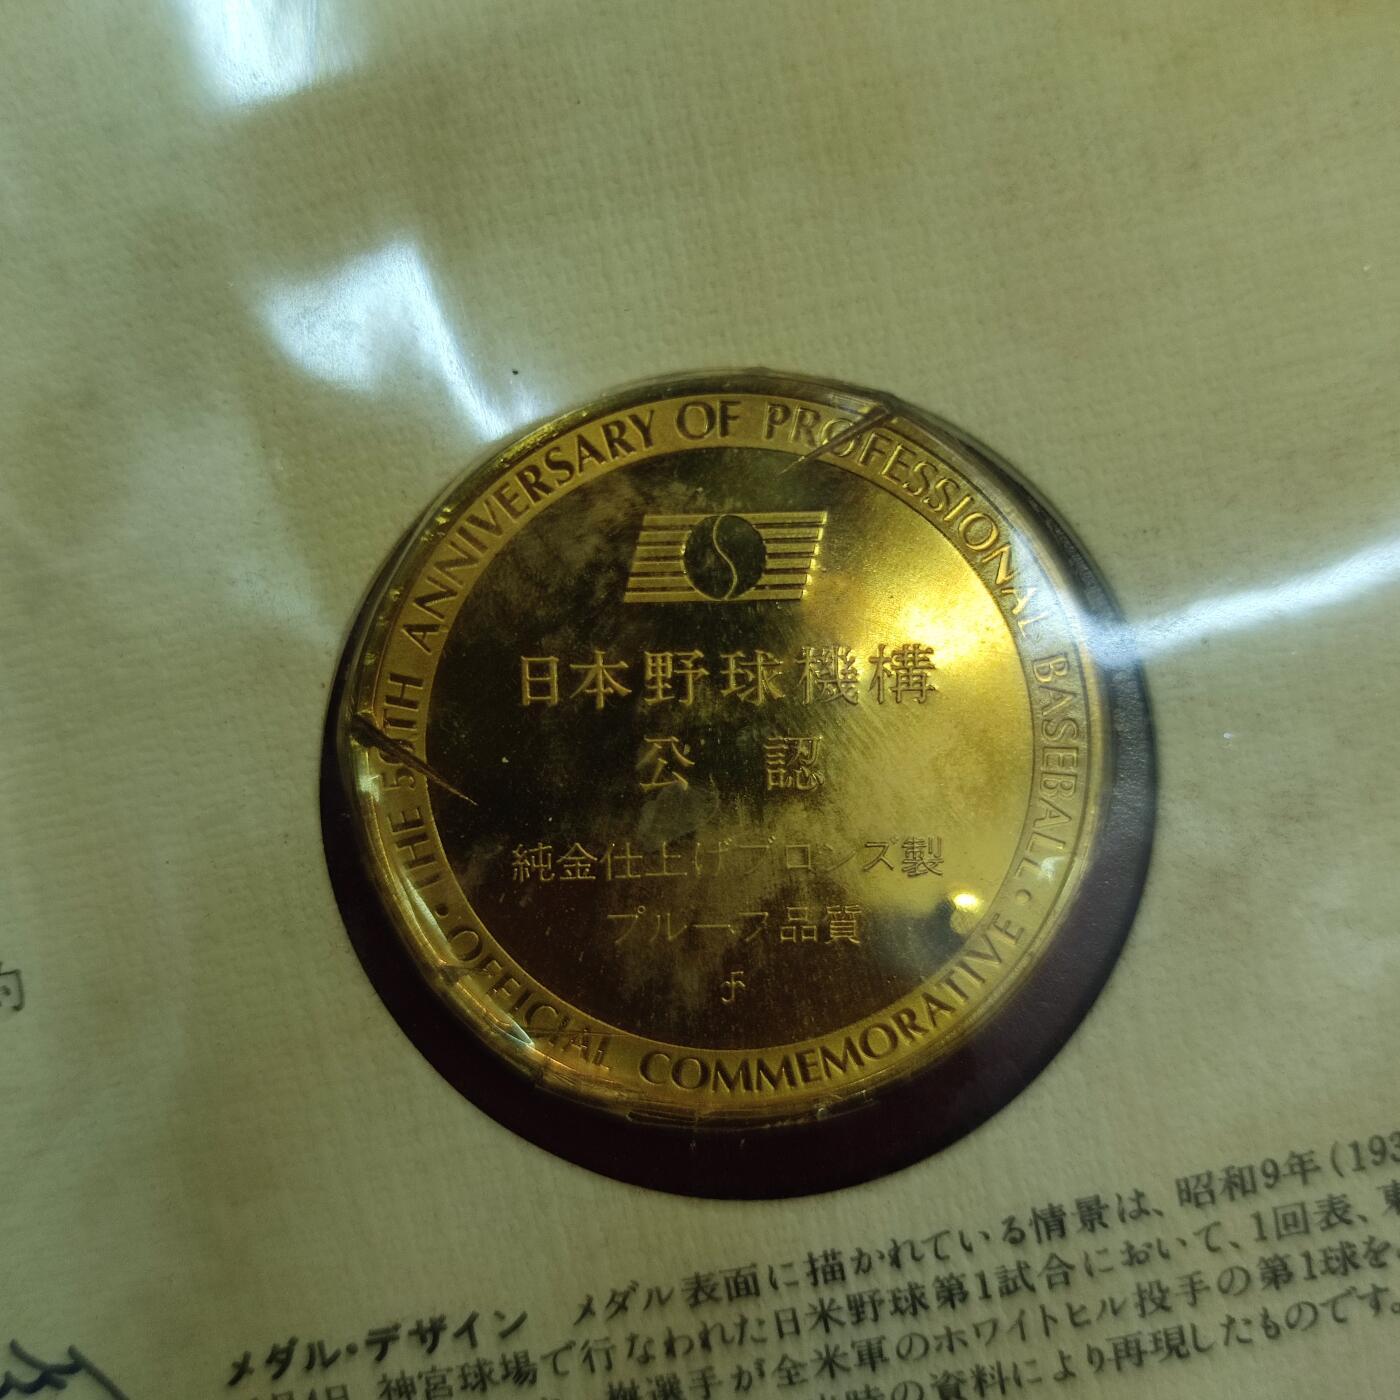 THE 50TH ANNIVERSARY OF PROFESSIONAL BASEBALL・
OFFICIAL COMMEMORATIVE・
日本野球機構
公認
純金仕上げブロンズ製
プルーフ品質
的
メダル・デザイン メダル表面に描かれている情景は、昭和9年(193
神宮球場で行なわれた日米野球第1試合において、1回表、東
選手が全米軍のホワイトヒル投手の第1球を
の資料により再現したものです。